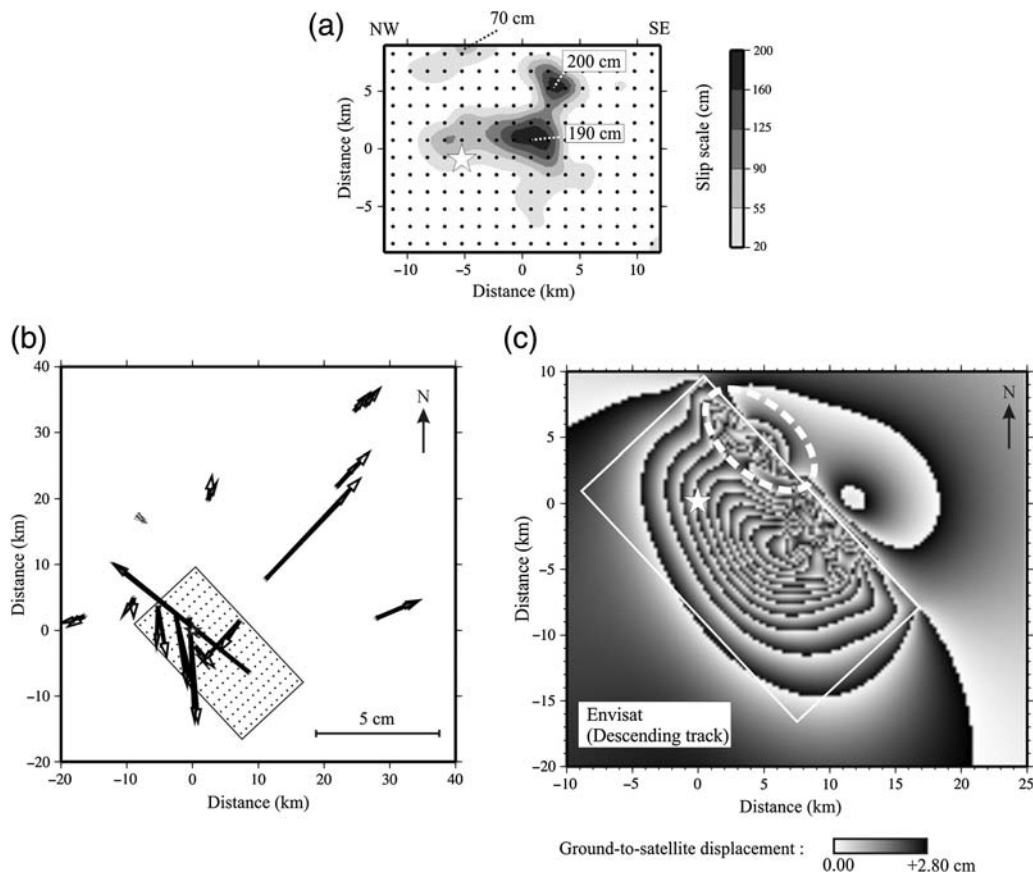 (a)
NW
70 cm
SE
200 cm
190 cm
5
0
−5
Distance (km)
−10
−5
0
5
10
Distance (km)
200
160
125
90
55
20
Slip scale (cm)
(b)
40
30
20
10
0
−10
−20
Distance (km)
N
5 cm
−20
−10
0
10
20
30
40
Distance (km)
(c)
10
5
0
−5
−10
−15
−20
Distance (km)
N
Envisat
(Descending track)
−10
−5
0
5
10
15
20
25
Distance (km)
Ground-to-satellite displacement :
0.00
+2.80 cm